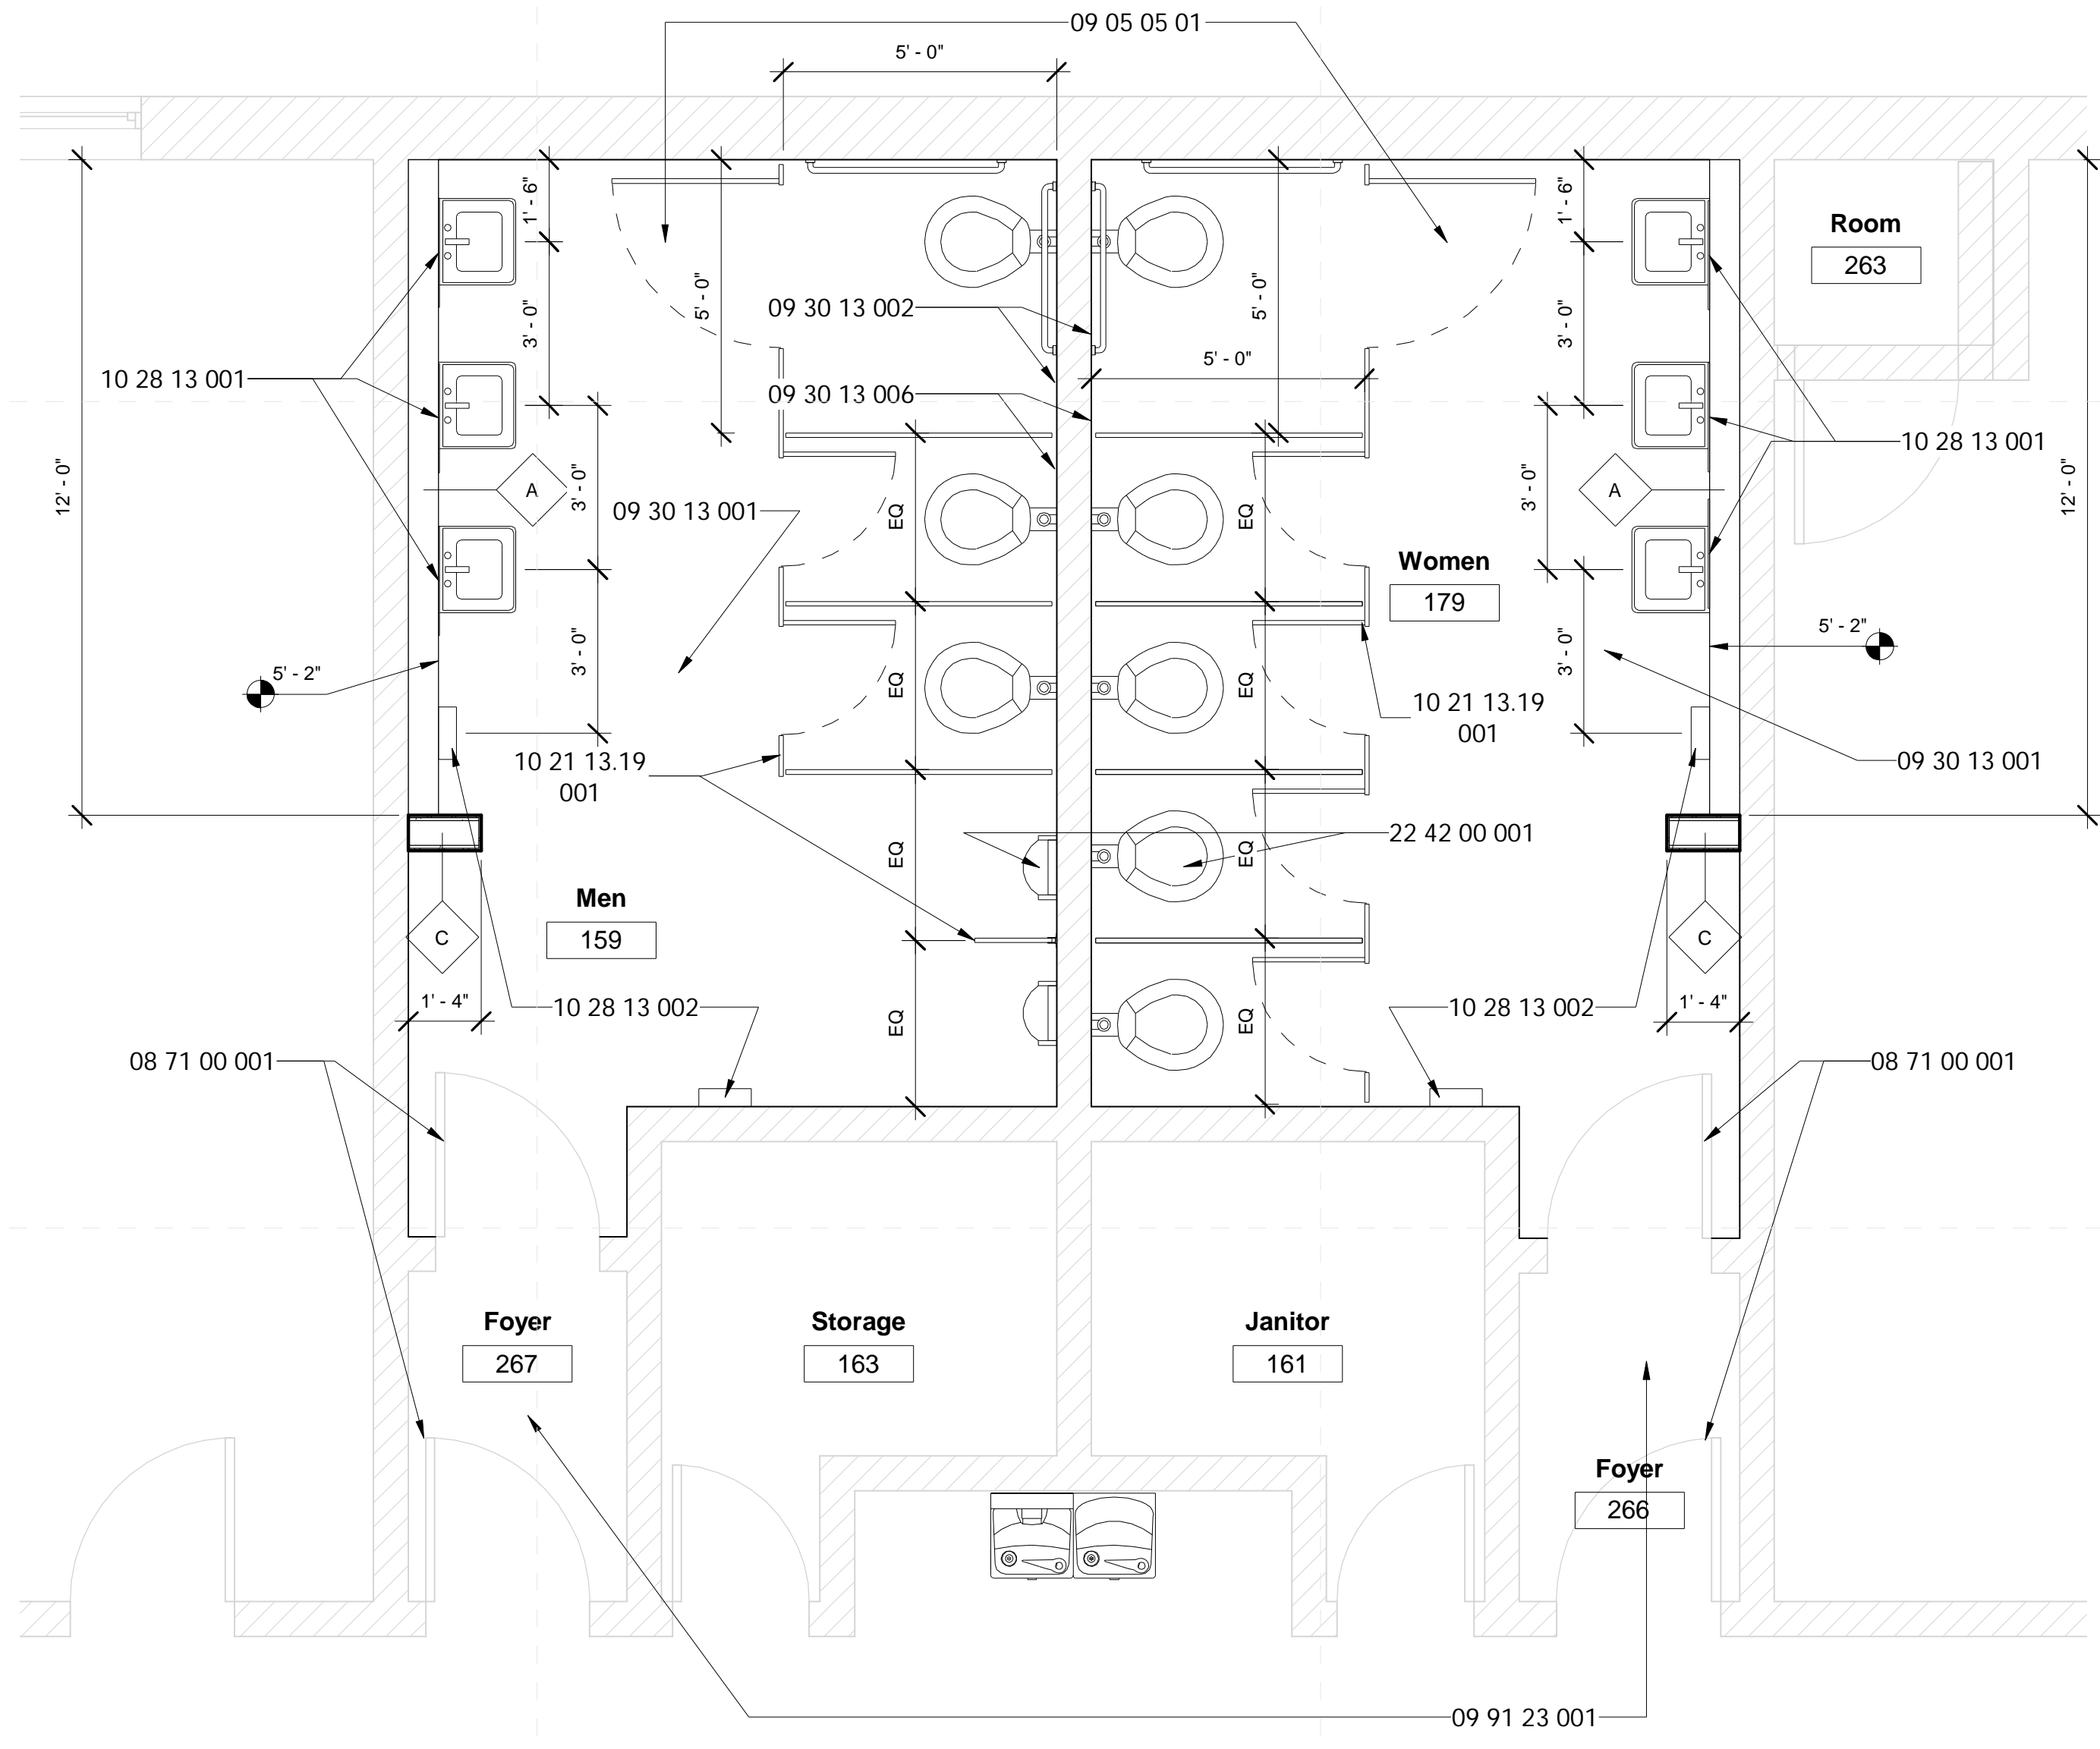 09 05 05 01
5' - 0"
1' - 6"
1' - 6"
Room
263
3' - 0"
5' - 0"
09 30 13 002
5' - 0"
3' - 0"
5' - 0"
10 28 13 001
09 30 13 006
10 28 13 001
12' - 0"
A
3' - 0"
09 30 13 001
EQ
EQ
3' - 0"
A
12' - 0"
Women
179
5' - 2"
3' - 0"
EQ
EQ
3' - 0"
5' - 2"
10 21 13.19
001
10 21 13.19
001
09 30 13 001
EQ
EQ
22 42 00 001
Men
159
C
C
1' - 4"
10 28 13 002
EQ
EQ
10 28 13 002
1' - 4"
08 71 00 001
08 71 00 001
Foyer
267
Storage
163
Janitor
161
Foyer
266
09 91 23 001